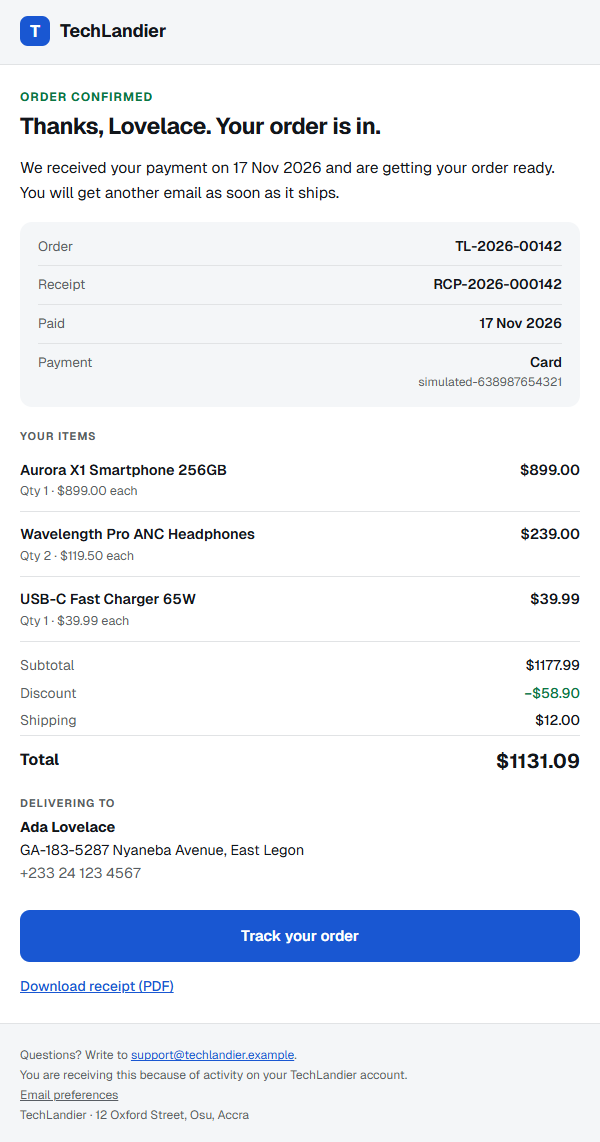 T TechLandier
ORDER CONFIRMED
Thanks, Lovelace. Your order is in.
We received your payment on 17 Nov 2026 and are getting your order ready.
You will get another email as soon as it ships.
Order TL-2026-00142
Receipt RCP-2026-000142
Paid 17 Nov 2026
Payment Card
simulated-638987654321
YOUR ITEMS
Aurora X1 Smartphone 256GB $899.00
Qty 1 · $899.00 each
Wavelength Pro ANC Headphones $239.00
Qty 2 · $119.50 each
USB-C Fast Charger 65W $39.99
Qty 1 · $39.99 each
Subtotal $1177.99
Discount −$58.90
Shipping $12.00
Total $1131.09
DELIVERING TO
Ada Lovelace
GA-183-5287 Nyaneba Avenue, East Legon
+233 24 123 4567
Track your order
Download receipt (PDF)
Questions? Write to support@techlandier.example.
You are receiving this because of activity on your TechLandier account.
Email preferences
TechLandier · 12 Oxford Street, Osu, Accra